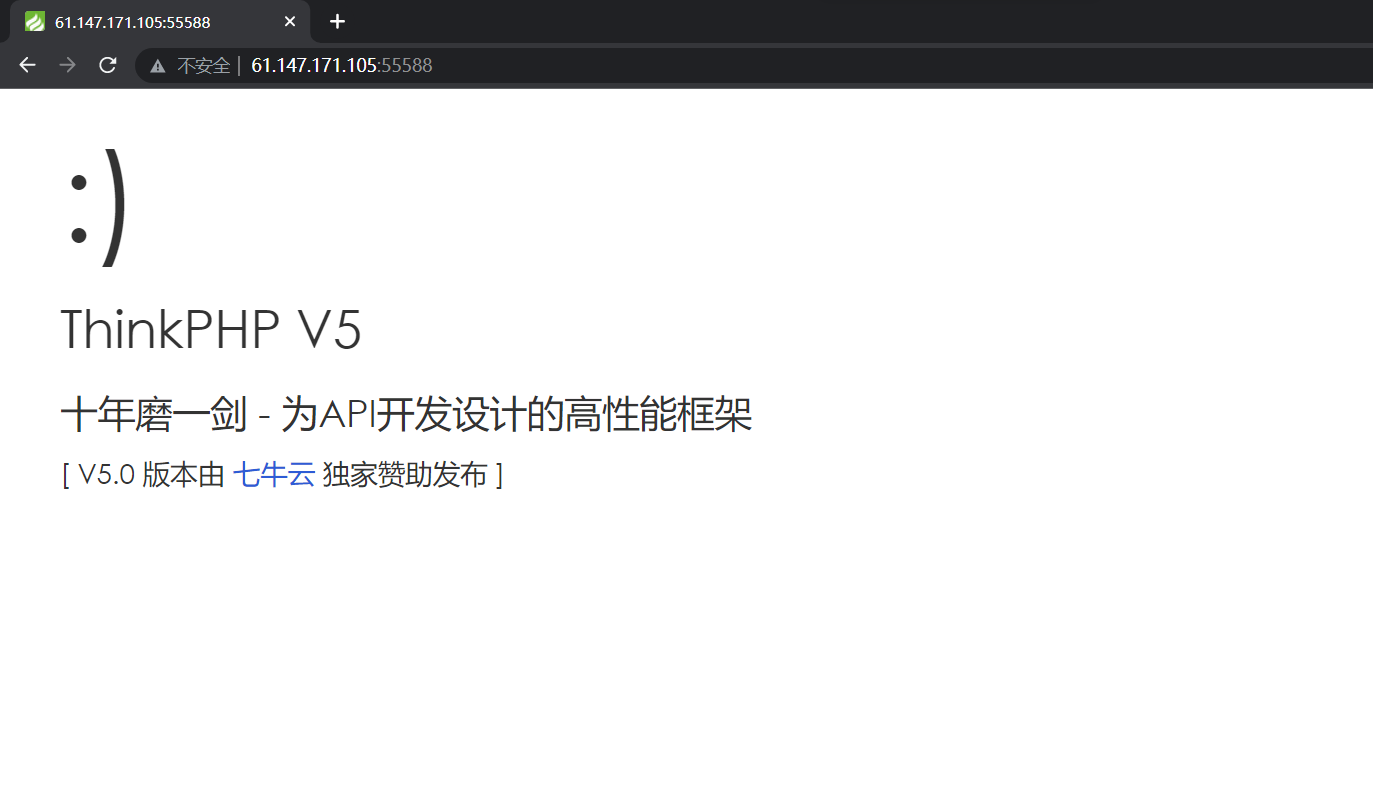 61.147.171.105:55588
不安全 | 61.147.171.105:55588
:)
ThinkPHP V5
十年磨一剑 - 为API开发设计的高性能框架
[ V5.0 版本由 七牛云 独家赞助发布 ]